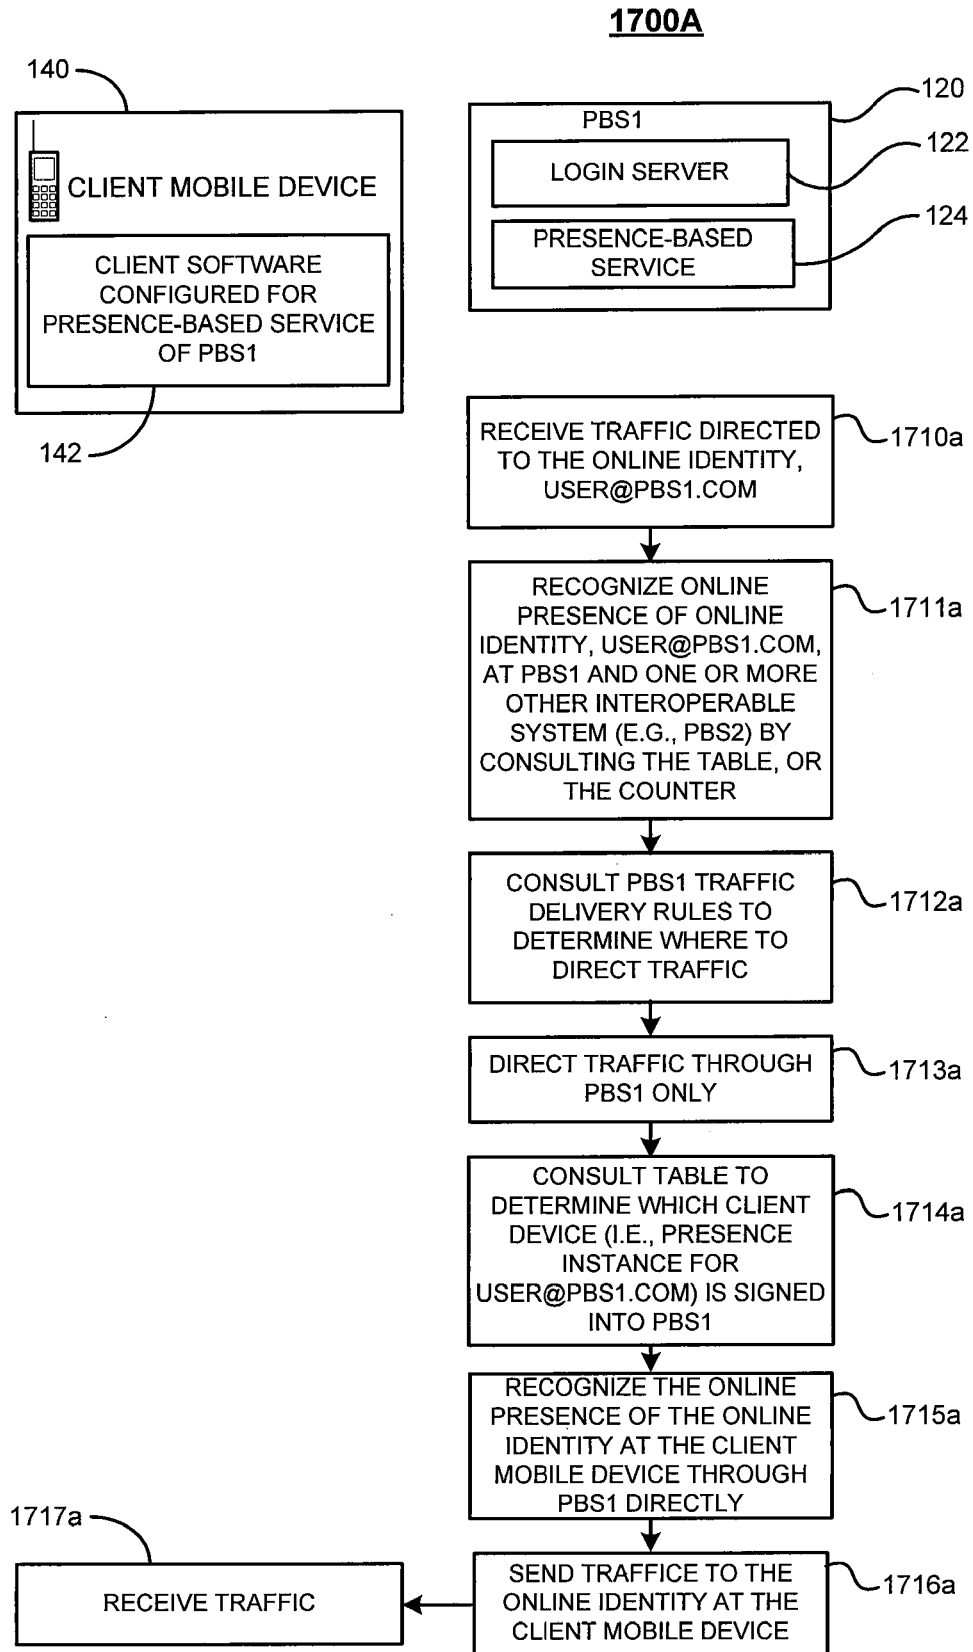 1700A
140
CLIENT MOBILE DEVICE
CLIENT SOFTWARE
CONFIGURED FOR
PRESENCE-BASED SERVICE
OF PBS1
142
120
PBS1
122
LOGIN SERVER
124
PRESENCE-BASED
SERVICE
RECEIVE TRAFFIC DIRECTED
TO THE ONLINE IDENTITY,
USER@PBS1.COM
1710a
RECOGNIZE ONLINE
PRESENCE OF ONLINE
IDENTITY, USER@PBS1.COM,
AT PBS1 AND ONE OR MORE
OTHER INTEROPERABLE
SYSTEM (E.G., PBS2) BY
CONSULTING THE TABLE, OR
THE COUNTER
1711a
CONSULT PBS1 TRAFFIC
DELIVERY RULES TO
DETERMINE WHERE TO
DIRECT TRAFFIC
1712a
DIRECT TRAFFIC THROUGH
PBS1 ONLY
1713a
CONSULT TABLE TO
DETERMINE WHICH CLIENT
DEVICE (I.E., PRESENCE
INSTANCE FOR
USER@PBS1.COM) IS SIGNED
INTO PBS1
1714a
RECOGNIZE THE ONLINE
PRESENCE OF THE ONLINE
IDENTITY AT THE CLIENT
MOBILE DEVICE THROUGH
PBS1 DIRECTLY
1715a
SEND TRAFFICE TO THE
ONLINE IDENTITY AT THE
CLIENT MOBILE DEVICE
1716a
1717a
RECEIVE TRAFFIC